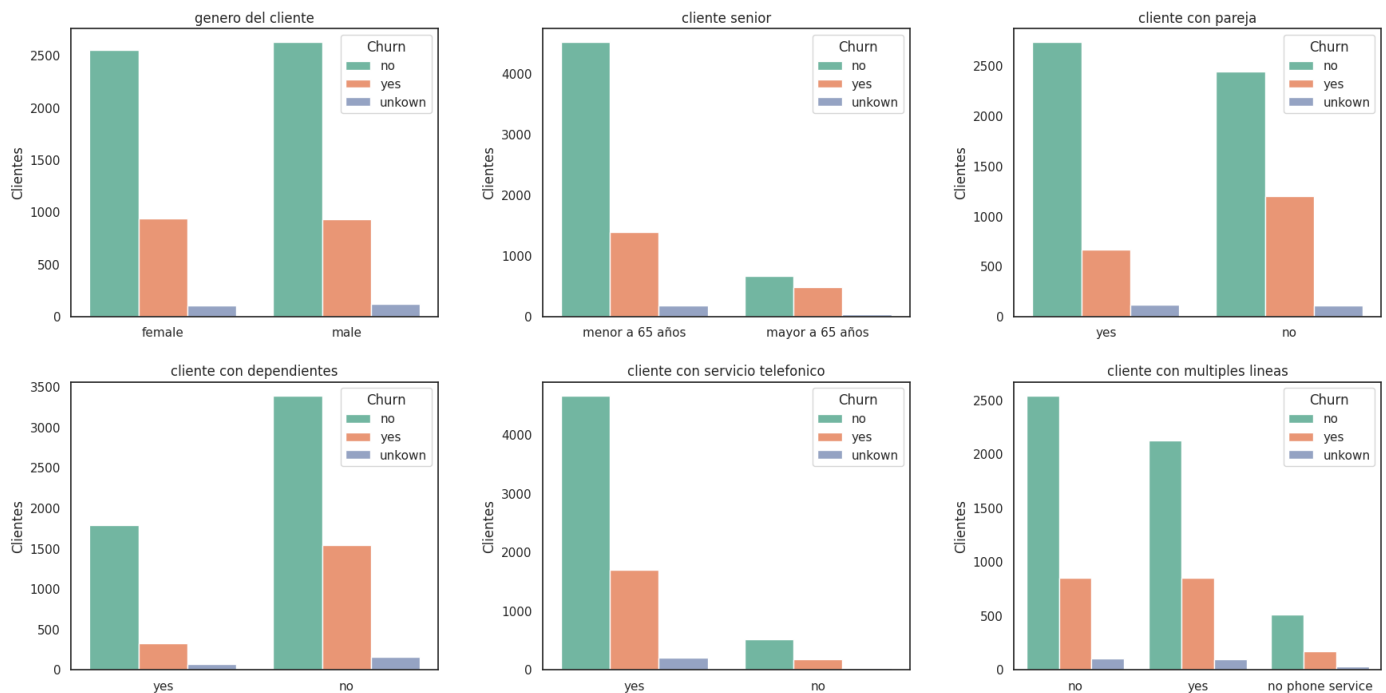 genero del cliente
Churn
no
yes
unkown
2500
2000
1500
1000
500
0
Clientes
female
male
cliente senior
Churn
no
yes
unkown
4000
3000
2000
1000
0
Clientes
menor a 65 años
mayor a 65 años
cliente con pareja
Churn
no
yes
unkown
2500
2000
1500
1000
500
0
Clientes
yes
no
cliente con dependientes
Churn
no
yes
unkown
3500
3000
2500
2000
1500
1000
500
0
Clientes
yes
no
cliente con servicio telefonico
Churn
no
yes
unkown
4000
3000
2000
1000
0
Clientes
yes
no
cliente con multiples lineas
Churn
no
yes
unkown
2500
2000
1500
1000
500
0
Clientes
no
yes
no phone service